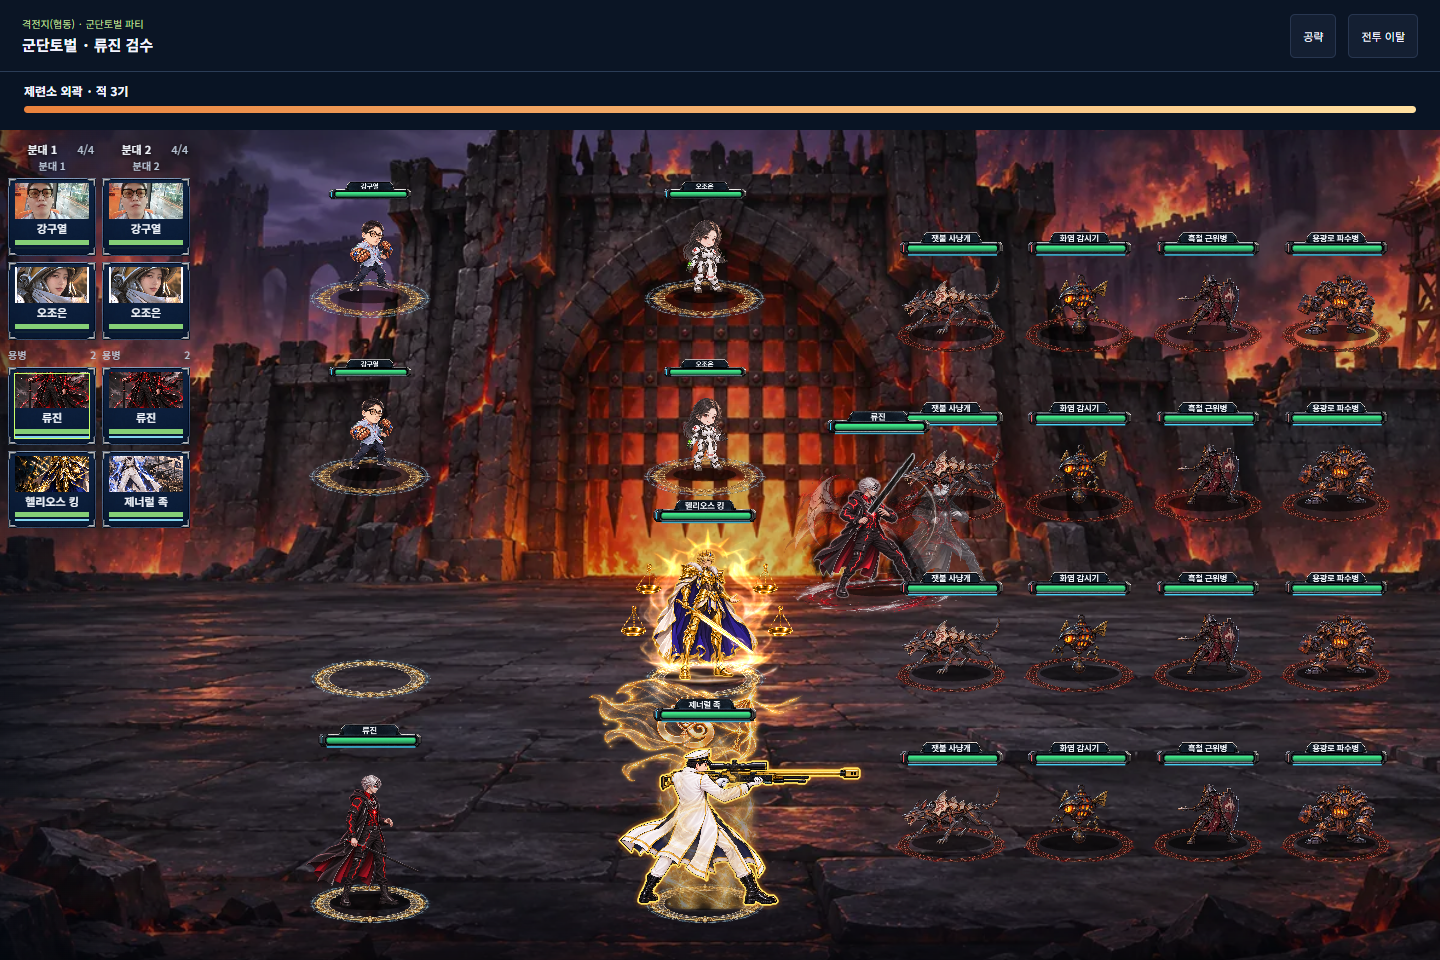 격전지(협동) · 군단토벌 파티
군단토벌 · 류진 검수
공략
전투 이탈
제련소 외곽 · 적 3기
분대 1 4/4
분대 1
분대 2 4/4
분대 2
강구열
강구열
오조은
오조은
용병 2
용병 2
류진
류진
헬리오스 킹
제너럴 족
강구열
오조은
잿불 사냥개
화염 감시기
흑철 근위병
용광로 파수병
강구열
오조은
류진
잿불 사냥개
화염 감시기
흑철 근위병
용광로 파수병
헬리오스 킹
잿불 사냥개
화염 감시기
흑철 근위병
용광로 파수병
제너럴 족
류진
잿불 사냥개
화염 감시기
흑철 근위병
용광로 파수병